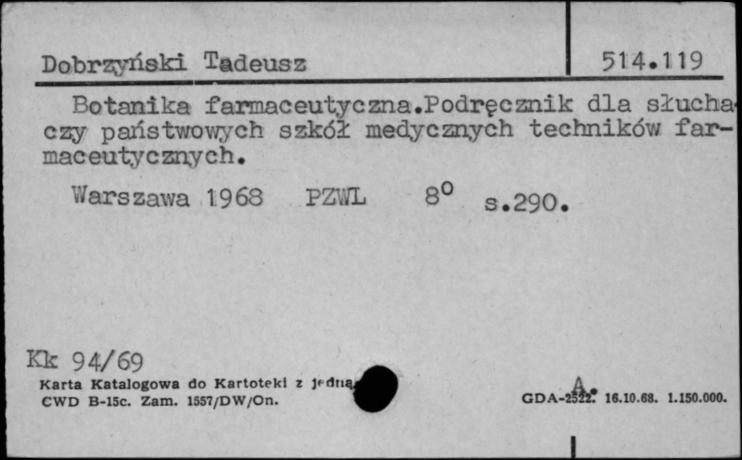 Dobrzyński Tadeusz 514.119
Botanika farmaceutyczna.Podręcznik dla słucha
czy państwowych szkół medycznych techników far-
maceutycznych.
Warszawa 1968 PZWL 8° s.290.
Kk 94/69
Karta Katalogowa do Kartoteki z jedną
CWD B-15c. Zam. 1557/DW/On.
A.
GDA-2522. 16.10.68. 1.150.000.